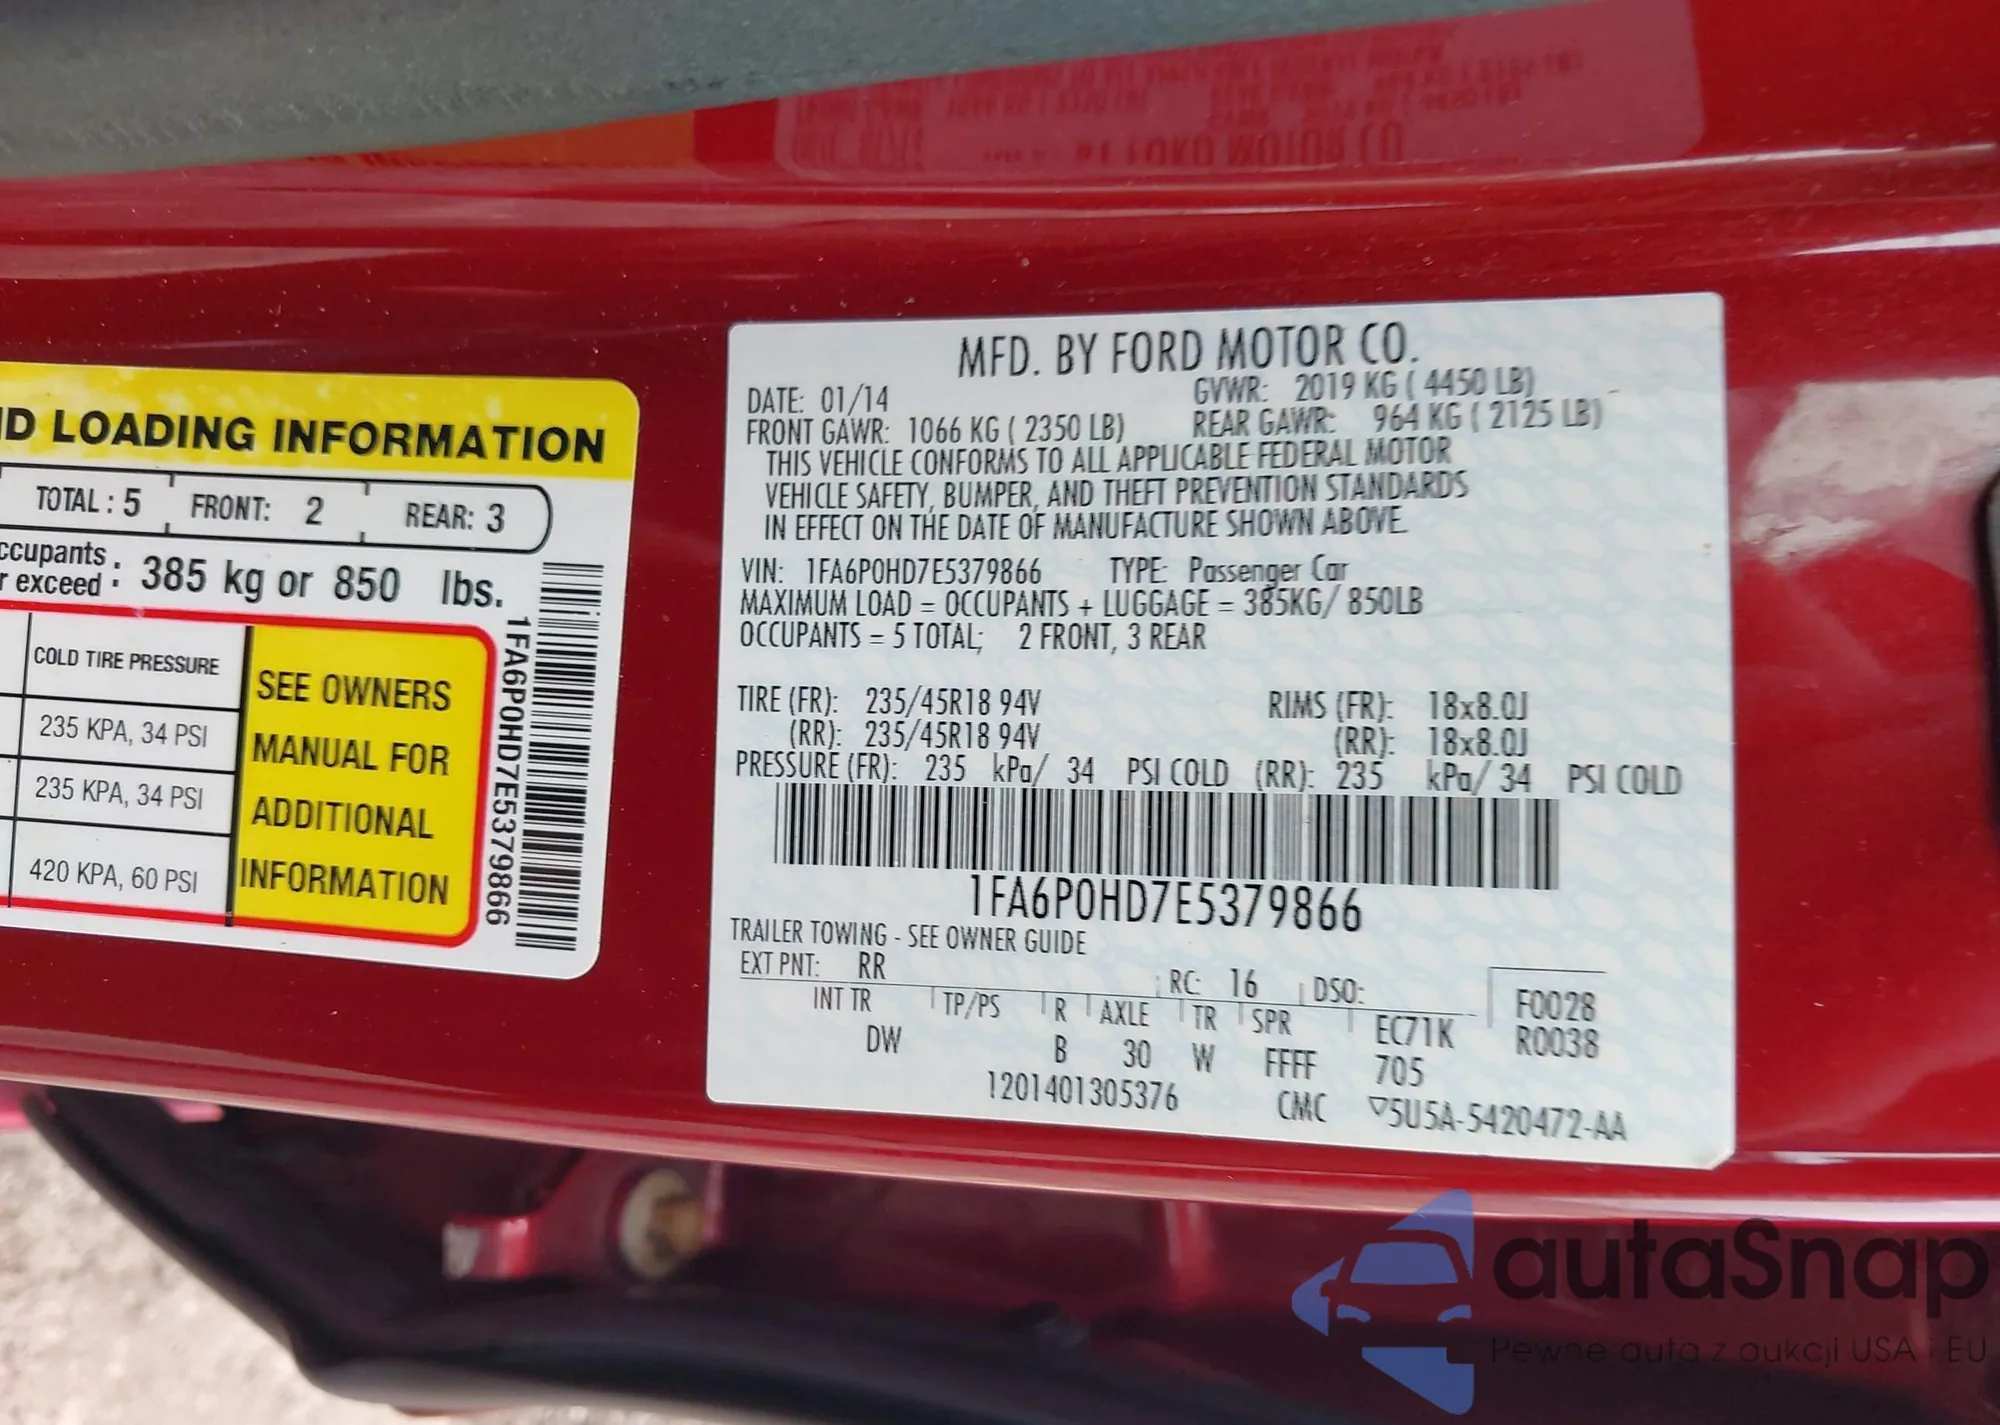 ND LOADING INFORMATION
TOTAL : 5 FRONT: 2 REAR: 3
ccupants
r exceed : 385 kg or 850 lbs.
COLD TIRE PRESSURE
235 KPA, 34 PSI
235 KPA, 34 PSI
420 KPA, 60 PSI
SEE OWNERS
MANUAL FOR
ADDITIONAL
INFORMATION
1FA6P0HD7E5379866
MFD. BY FORD MOTOR CO.
DATE: 01/14 GVWR: 2019 KG ( 4450 LB)
FRONT GAWR: 1066 KG ( 2350 LB) REAR GAWR: 964 KG ( 2125 LB)
THIS VEHICLE CONFORMS TO ALL APPLICABLE FEDERAL MOTOR
VEHICLE SAFETY, BUMPER, AND THEFT PREVENTION STANDARDS
IN EFFECT ON THE DATE OF MANUFACTURE SHOWN ABOVE.
VIN: 1FA6P0HD7E5379866 TYPE: Passenger Car
MAXIMUM LOAD = OCCUPANTS + LUGGAGE = 385KG/ 850LB
OCCUPANTS = 5 TOTAL; 2 FRONT, 3 REAR
TIRE (FR): 235/45R18 94V RIMS (FR): 18x8.0J
(RR): 235/45R18 94V (RR): 18x8.0J
PRESSURE (FR): 235 kPa/ 34 PSI COLD (RR): 235 kPa/ 34 PSI COLD
1FA6P0HD7E5379866
TRAILER TOWING - SEE OWNER GUIDE
EXT PNT: RR RC: 16 DSO: F0028
INT TR TP/PS R AXLE TR SPR EC71K R0038
DW B 30 W FFFF 705
1201401305376 CMC ▽5U5A-5420472-AA
autaSnap
Pewne auta z aukcji USA i EU